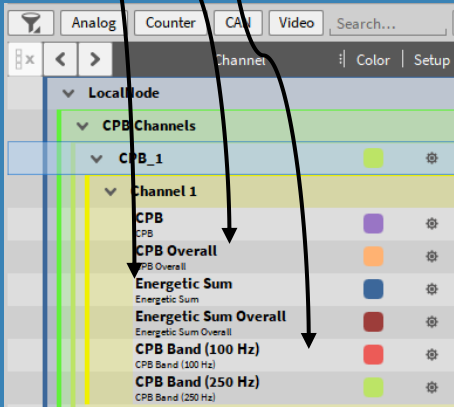 Analog Counter CAN Video Search...
Channel Color Setup
LocalNode
CPB Channels
CPB_1
Channel 1
CPB
CPB
CPB Overall
CPB Overall
Energetic Sum
Energetic Sum
Energetic Sum Overall
Energetic Sum Overall
CPB Band (100 Hz)
CPB Band (100 Hz)
CPB Band (250 Hz)
CPB Band (250 Hz)